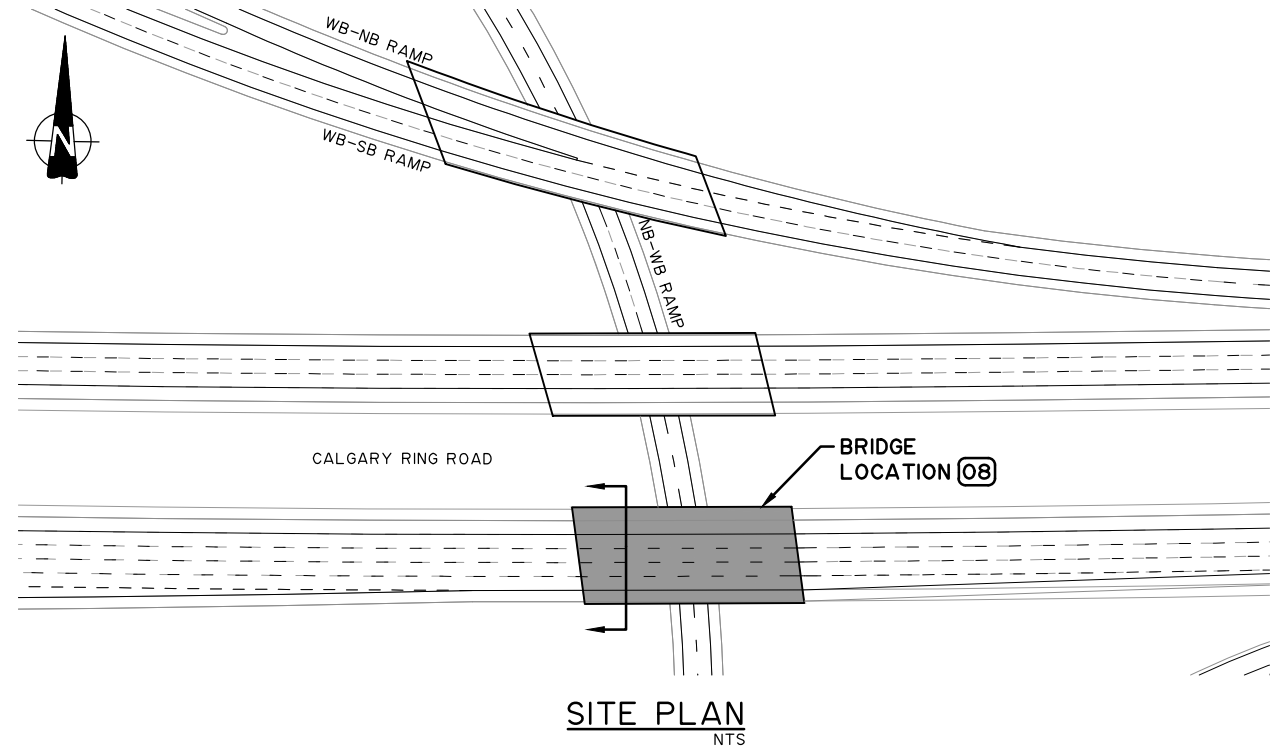 WB-NB RAMP
N
WB-SB RAMP
NB-WB RAMP
CALGARY RING ROAD
BRIDGE
LOCATION 08
SITE PLAN
NTS